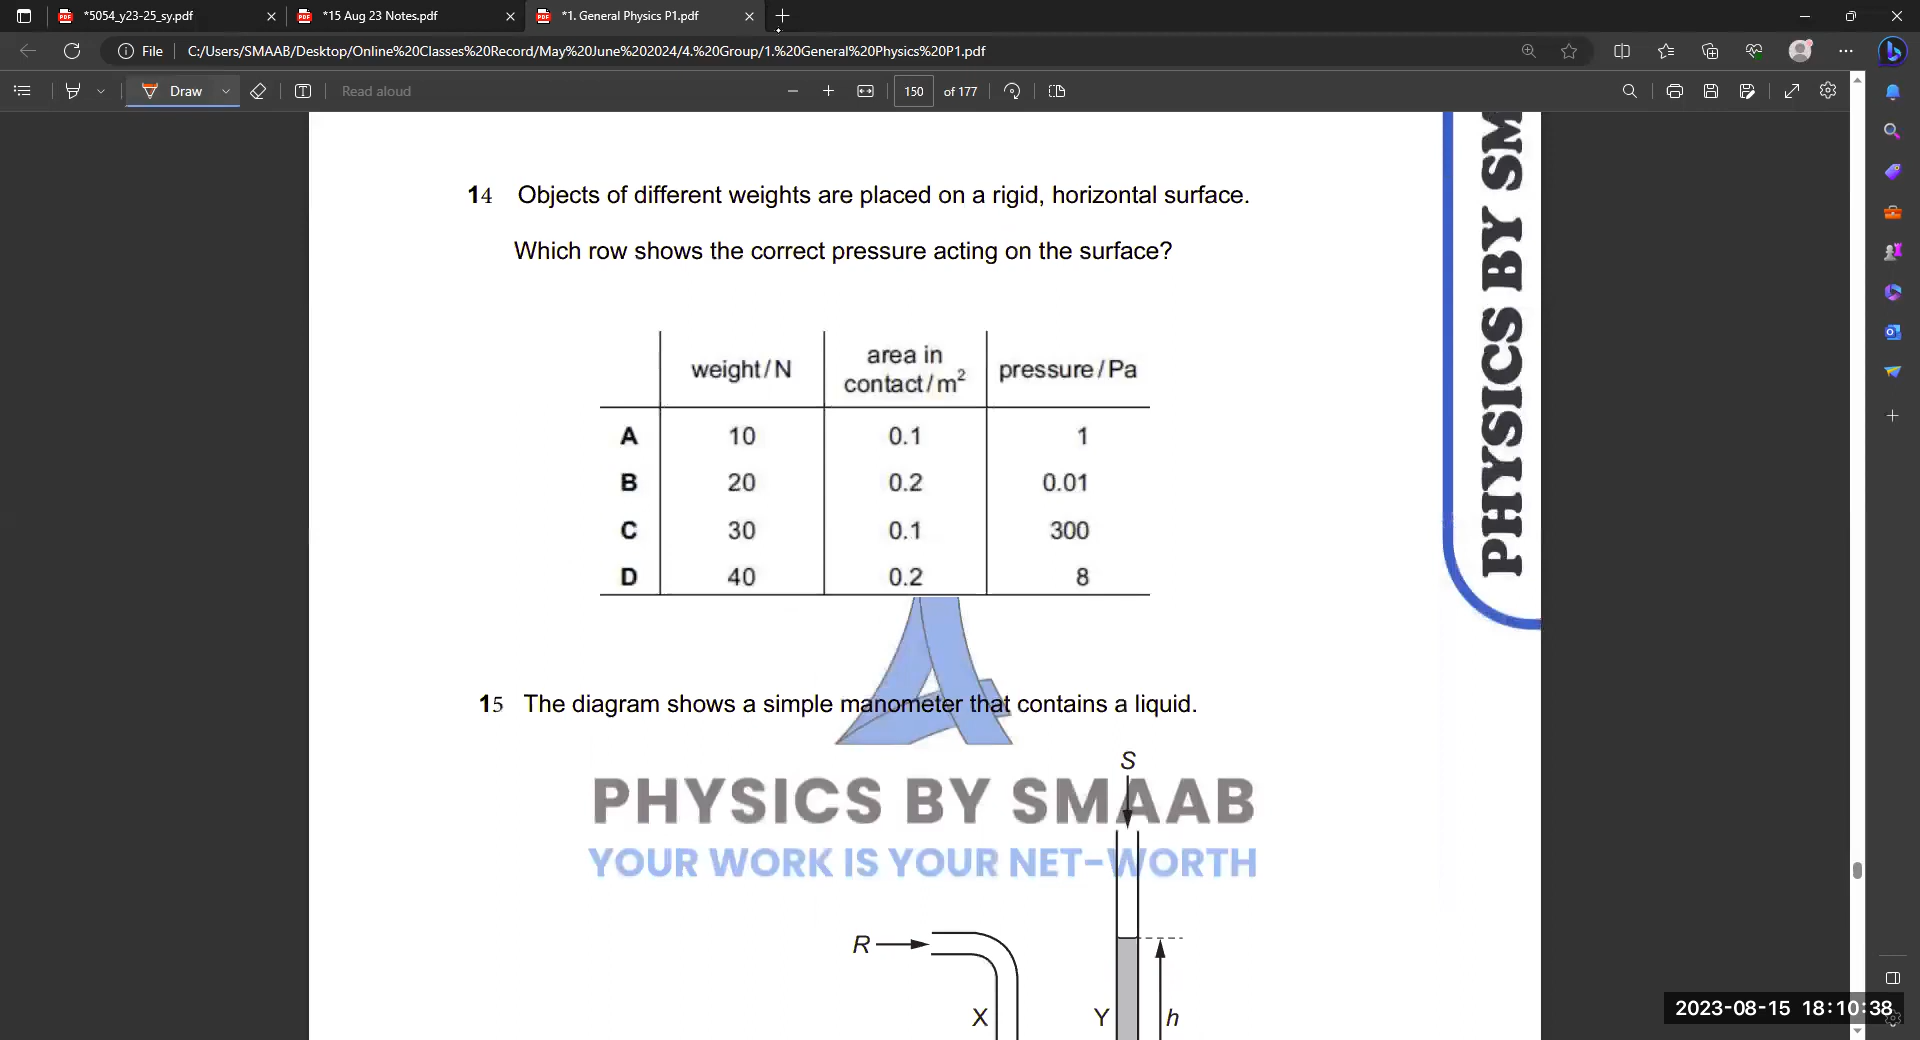 *5054_y23-25_sy.pdf
*15 Aug 23 Notes.pdf
*1. General Physics P1.pdf
File
C:/Users/SMAAB/Desktop/Online%20Classes%20Record/May%20June%202024/4.%20Group/1.%20General%20Physics%20P1.pdf
Draw
Read aloud
150 of 177
PHYSICS BY SM
14 Objects of different weights are placed on a rigid, horizontal surface.
Which row shows the correct pressure acting on the surface?
weight/N area in contact/m² pressure/Pa
A 10 0.1 1
B 20 0.2 0.01
C 30 0.1 300
D 40 0.2 8
15 The diagram shows a simple manometer that contains a liquid.
S
PHYSICS BY SMAAB
YOUR WORK IS YOUR NET-WORTH
R
X Y h
2023-08-15 18:10:38